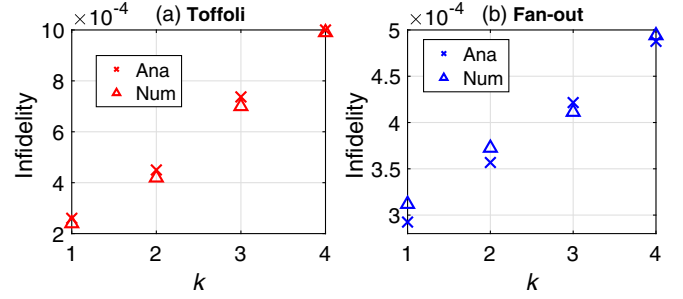 (a) Toffoli
10 ×10⁻⁴
8
6
4
2
1 2 3 4
k
Infidelity
Ana
Num
(b) Fan-out
5 ×10⁻⁴
4.5
4
3.5
3
1 2 3 4
k
Infidelity
Ana
Num